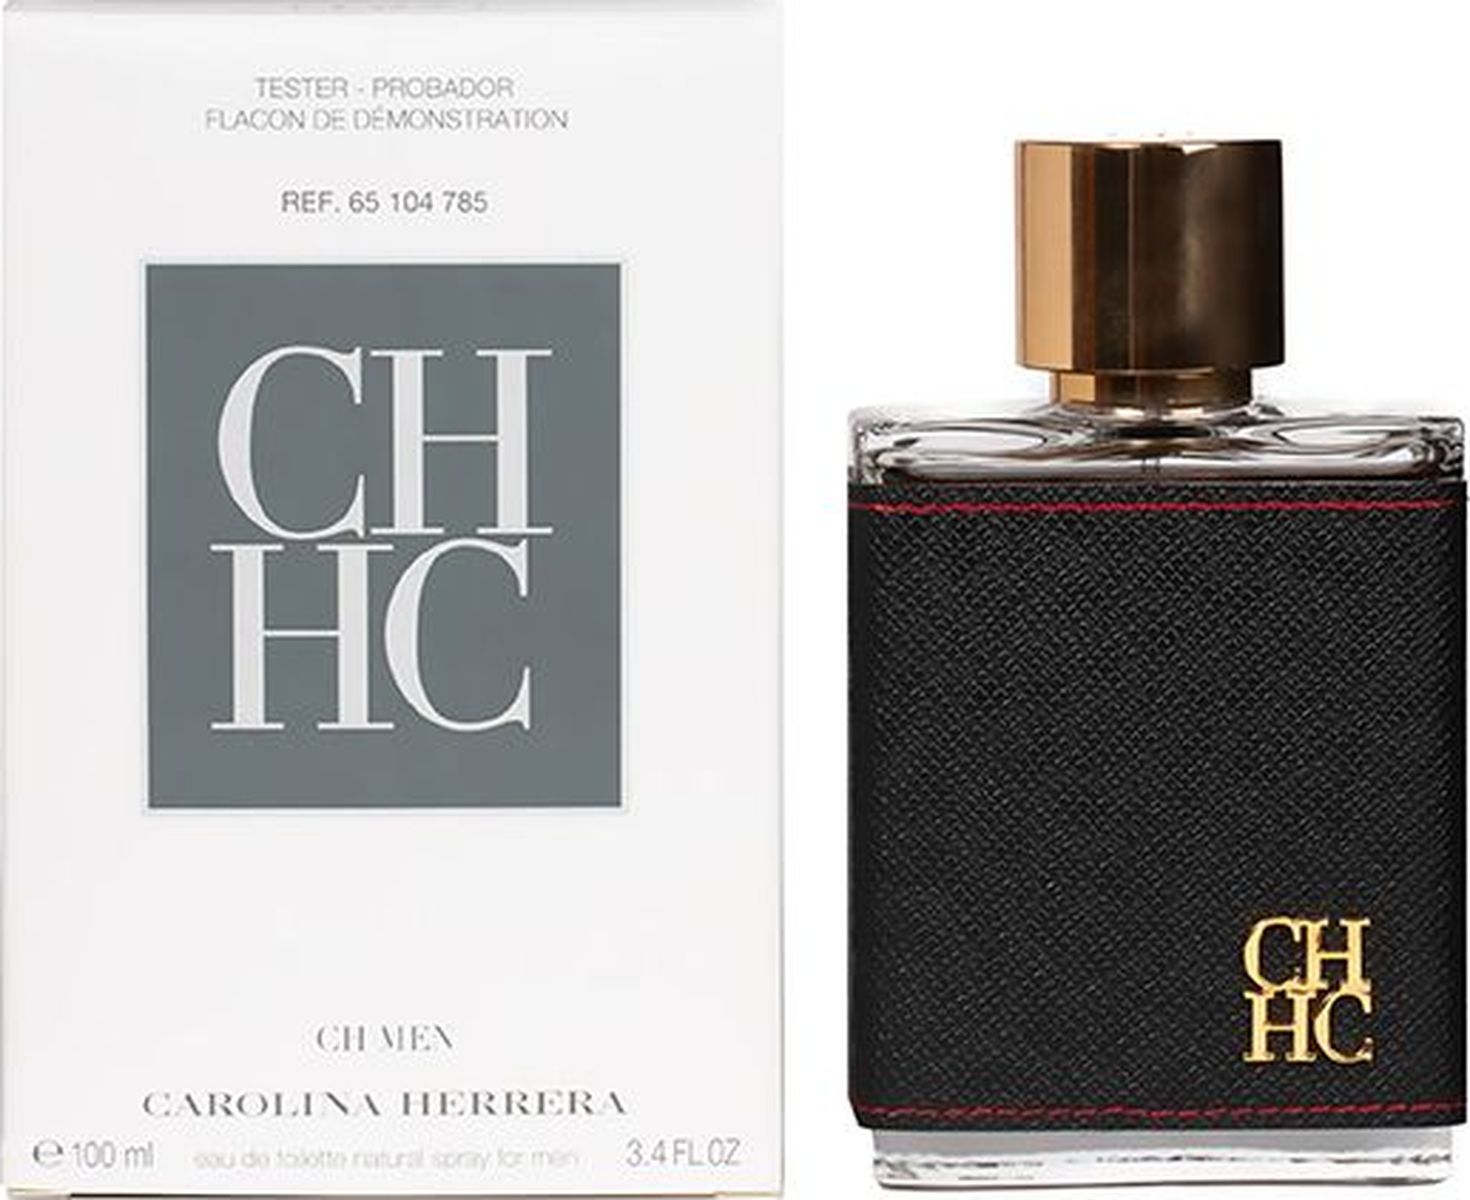 TESTER - PROBADOR
FLACON DE DÉMONSTRATION
REF. 65 104 785
CH
HC
CH MEN
CAROLINA HERRERA
℮ 100 ml eau de toilette natural spray for men 3.4 FL OZ
CH
HC